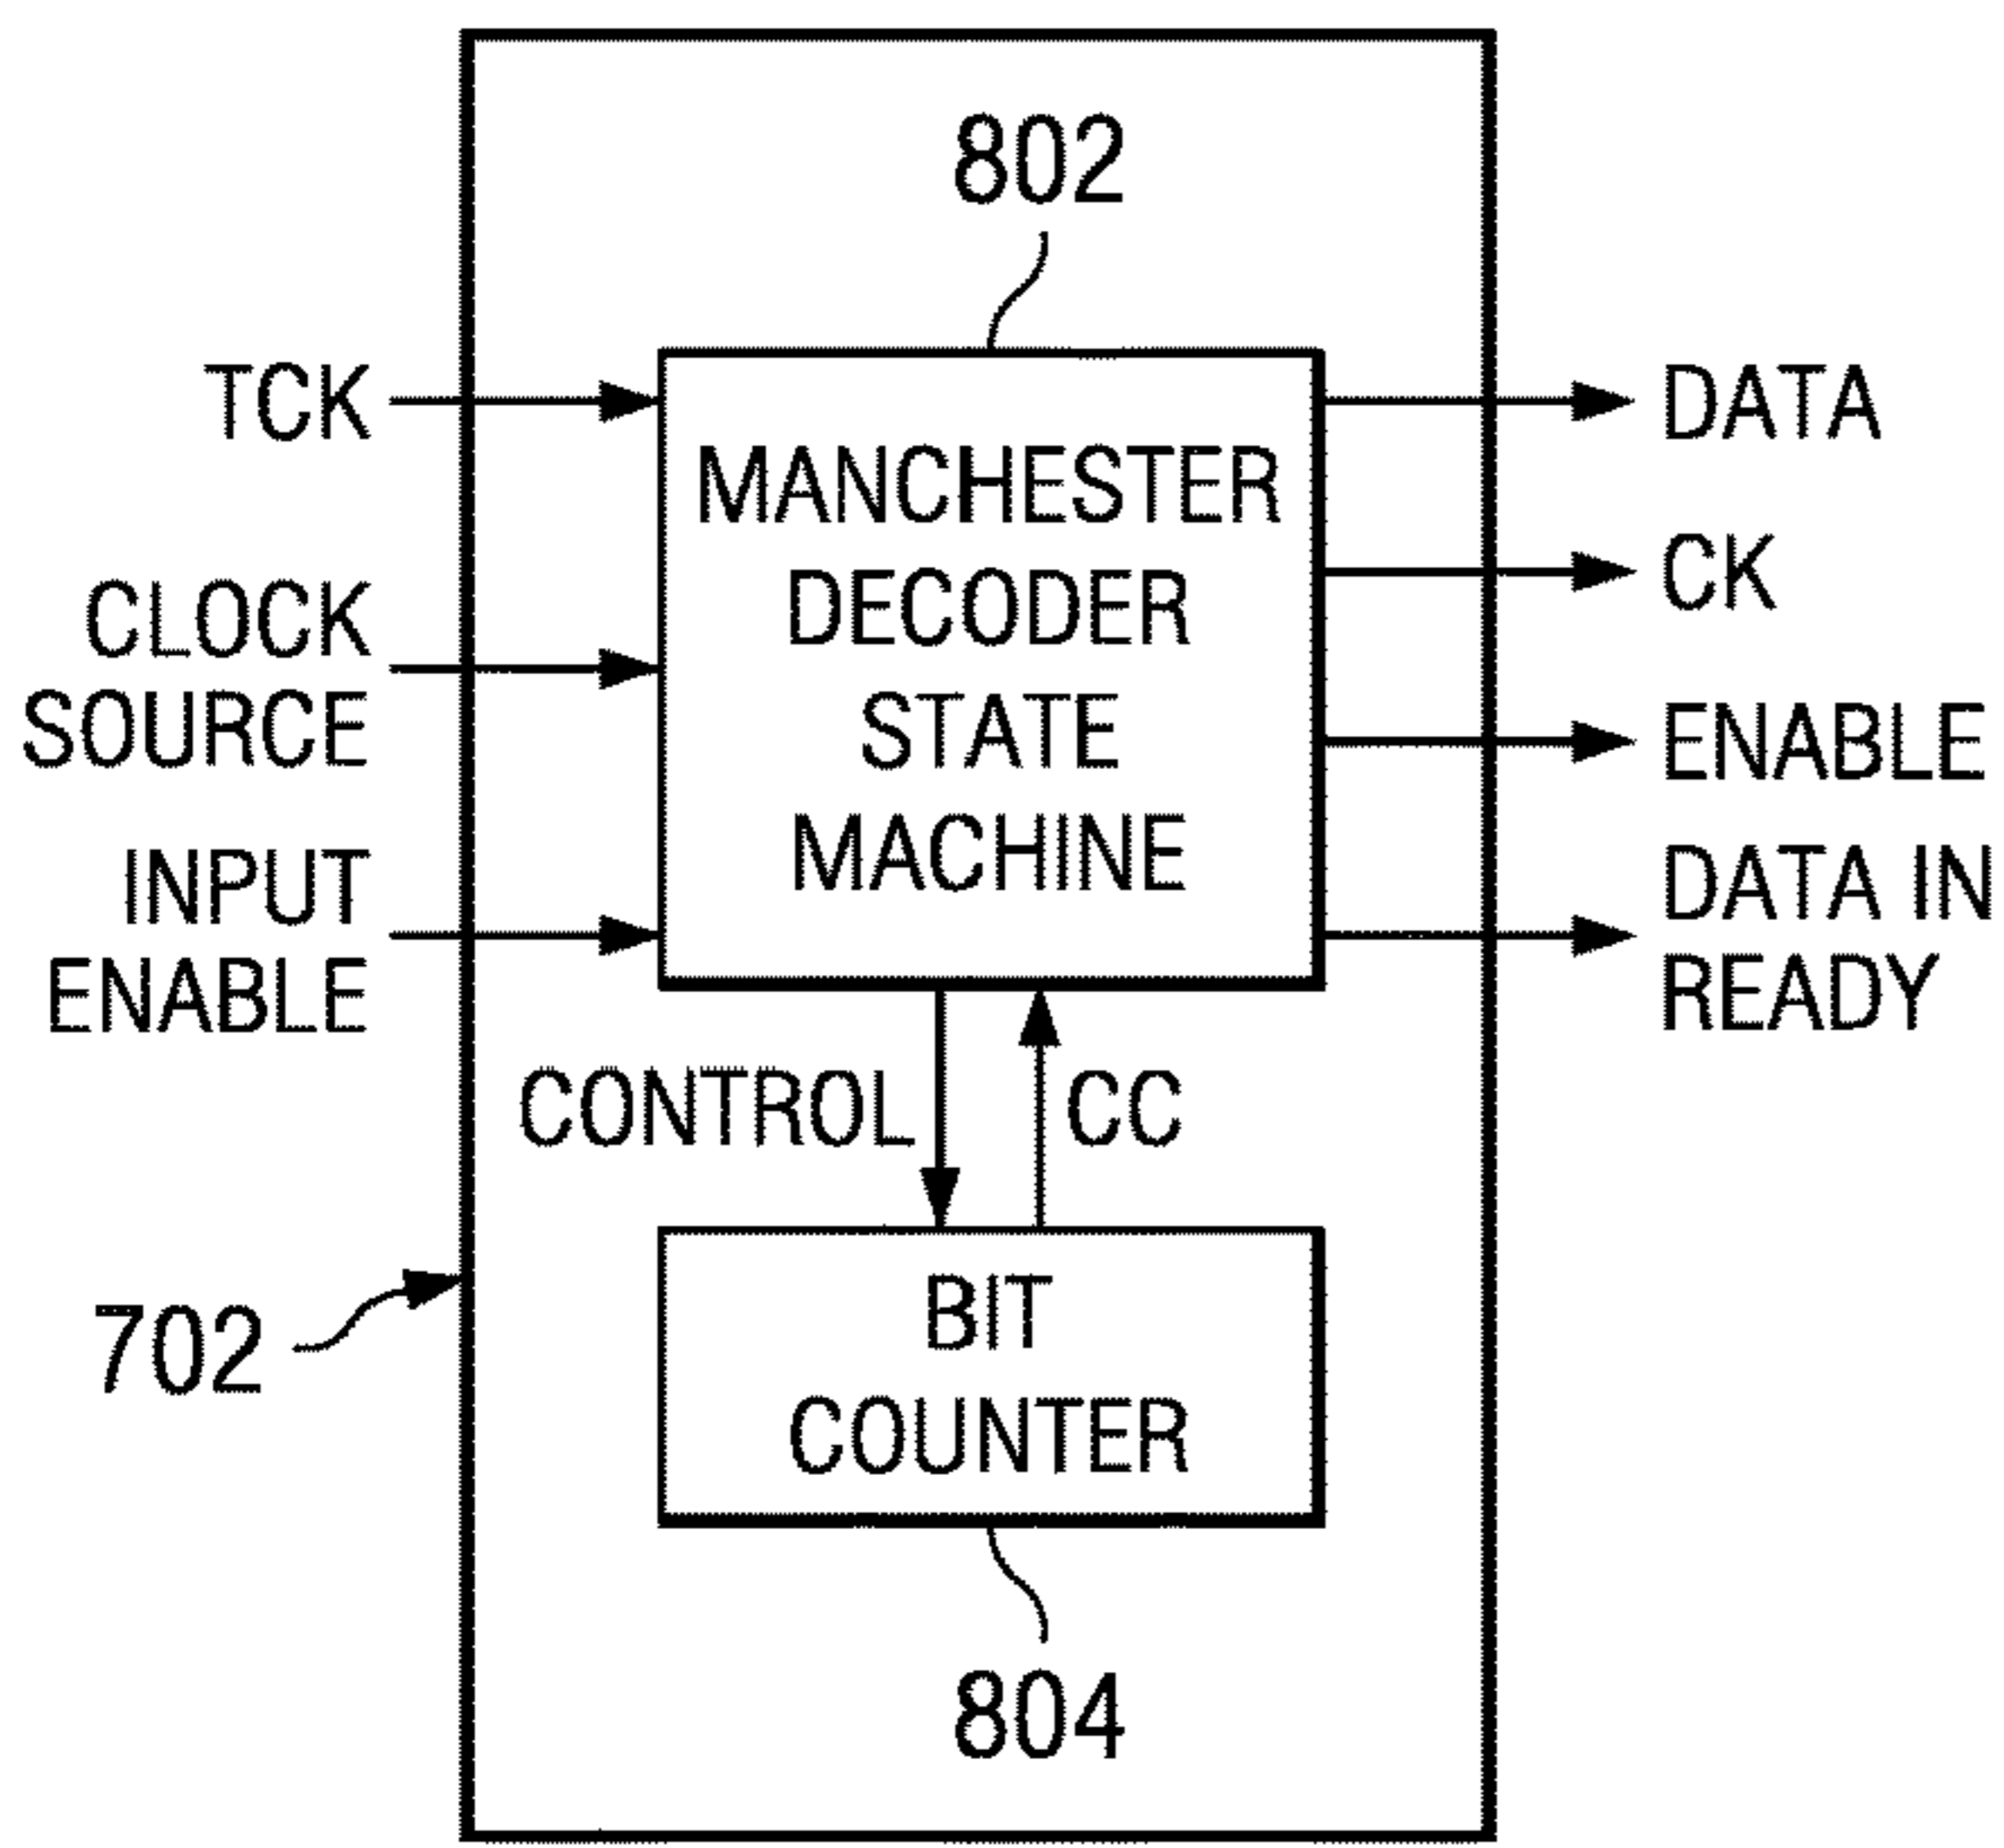 802
TCK
CLOCK
SOURCE
INPUT
ENABLE
MANCHESTER
DECODER
STATE
MACHINE
DATA
CK
ENABLE
DATA IN
READY
CONTROL
CC
702
BIT
COUNTER
804